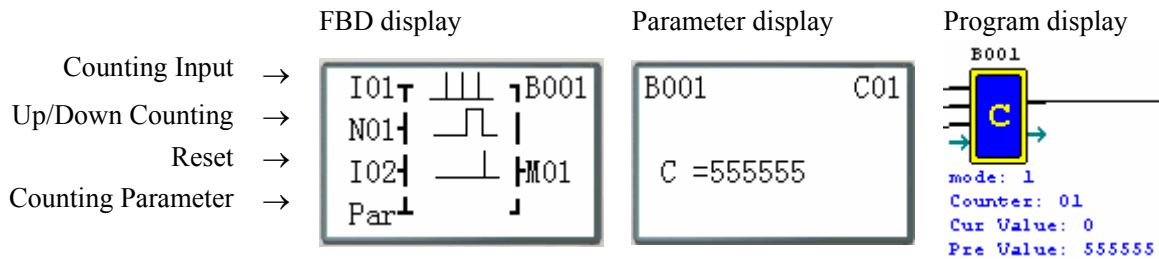 FBD display
Parameter display
Program display
Counting Input →
Up/Down Counting →
Reset →
Counting Parameter →
I01 B001
N01
I02 M01
Par
B001 C01
C =555555
B001
C
mode: 1
Counter: 01
Cur Value: 0
Pre Value: 555555